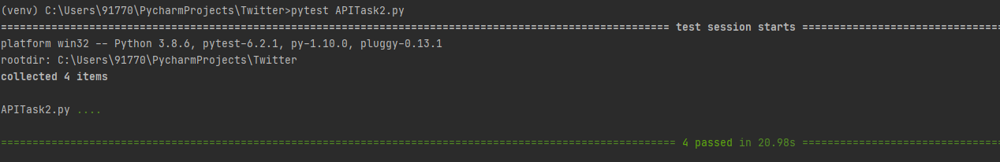 (venv) C:\Users\91770\PycharmProjects\Twitter>pytest APITask2.py
========================================================================================================== test session starts ================================
platform win32 -- Python 3.8.6, pytest-6.2.1, py-1.10.0, pluggy-0.13.1
rootdir: C:\Users\91770\PycharmProjects\Twitter
collected 4 items
APITask2.py ....
=========================================================================================================== 4 passed in 20.98s ================================